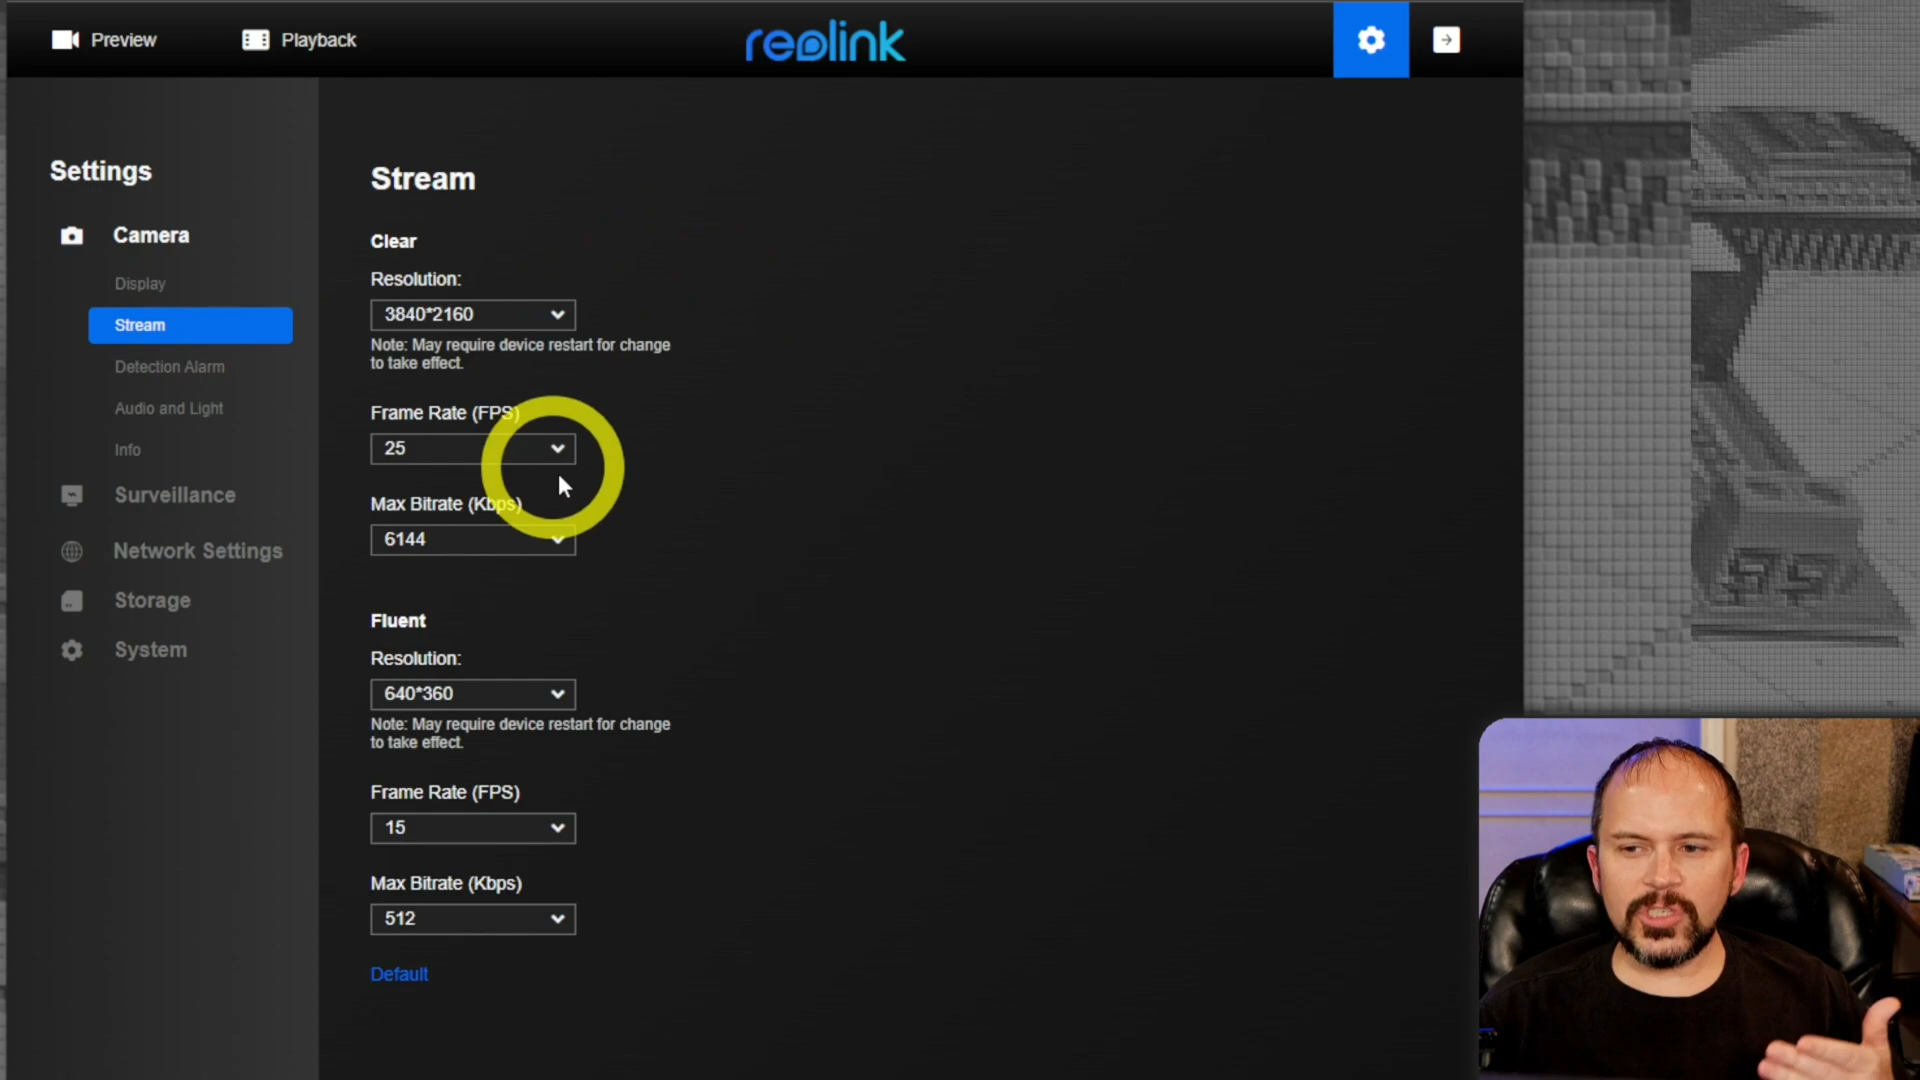 Preview
Playback
reolink
Settings
Camera
Display
Stream
Detection Alarm
Audio and Light
Info
Surveillance
Network Settings
Storage
System
Stream
Clear
Resolution:
3840*2160
Note: May require device restart for change
to take effect.
Frame Rate (FPS)
25
Max Bitrate (Kbps)
6144
Fluent
Resolution:
640*360
Note: May require device restart for change
to take effect.
Frame Rate (FPS)
15
Max Bitrate (Kbps)
512
Default